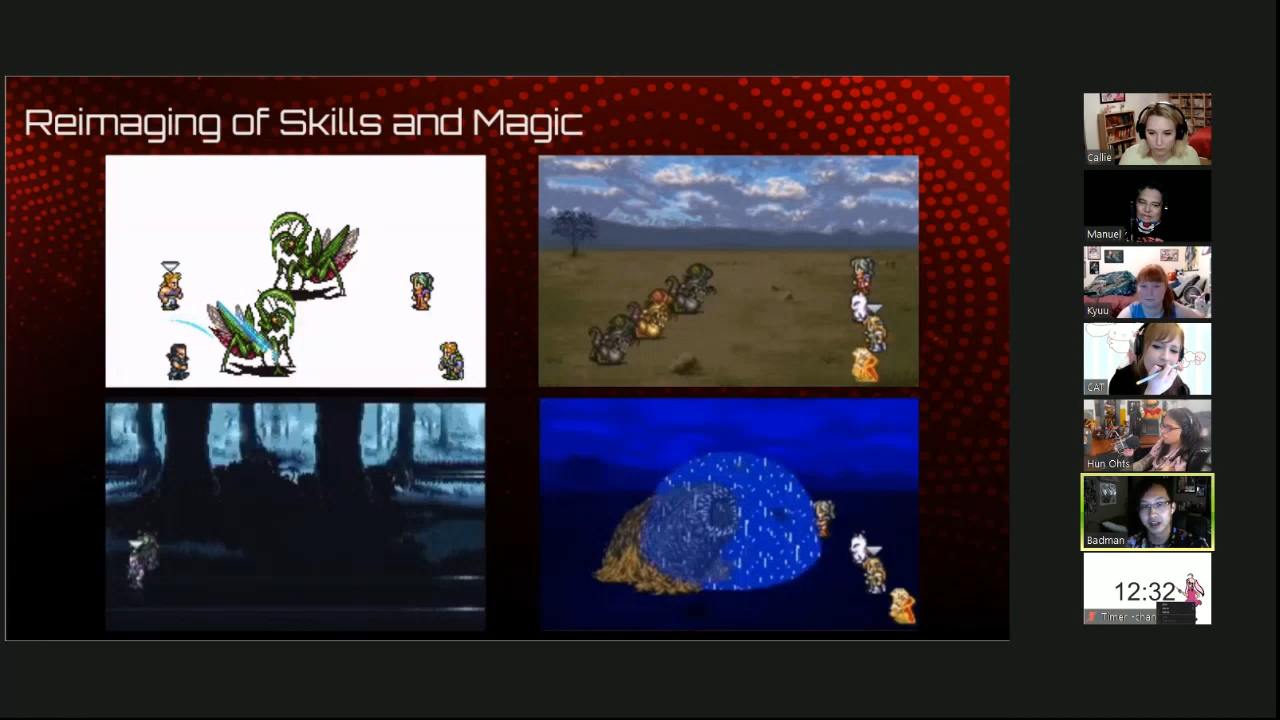 Reimaging of Skills and Magic
Callie
Manuel
Kyuu
CAT
Hun Ohts
Badman
12:32
Timer -chan